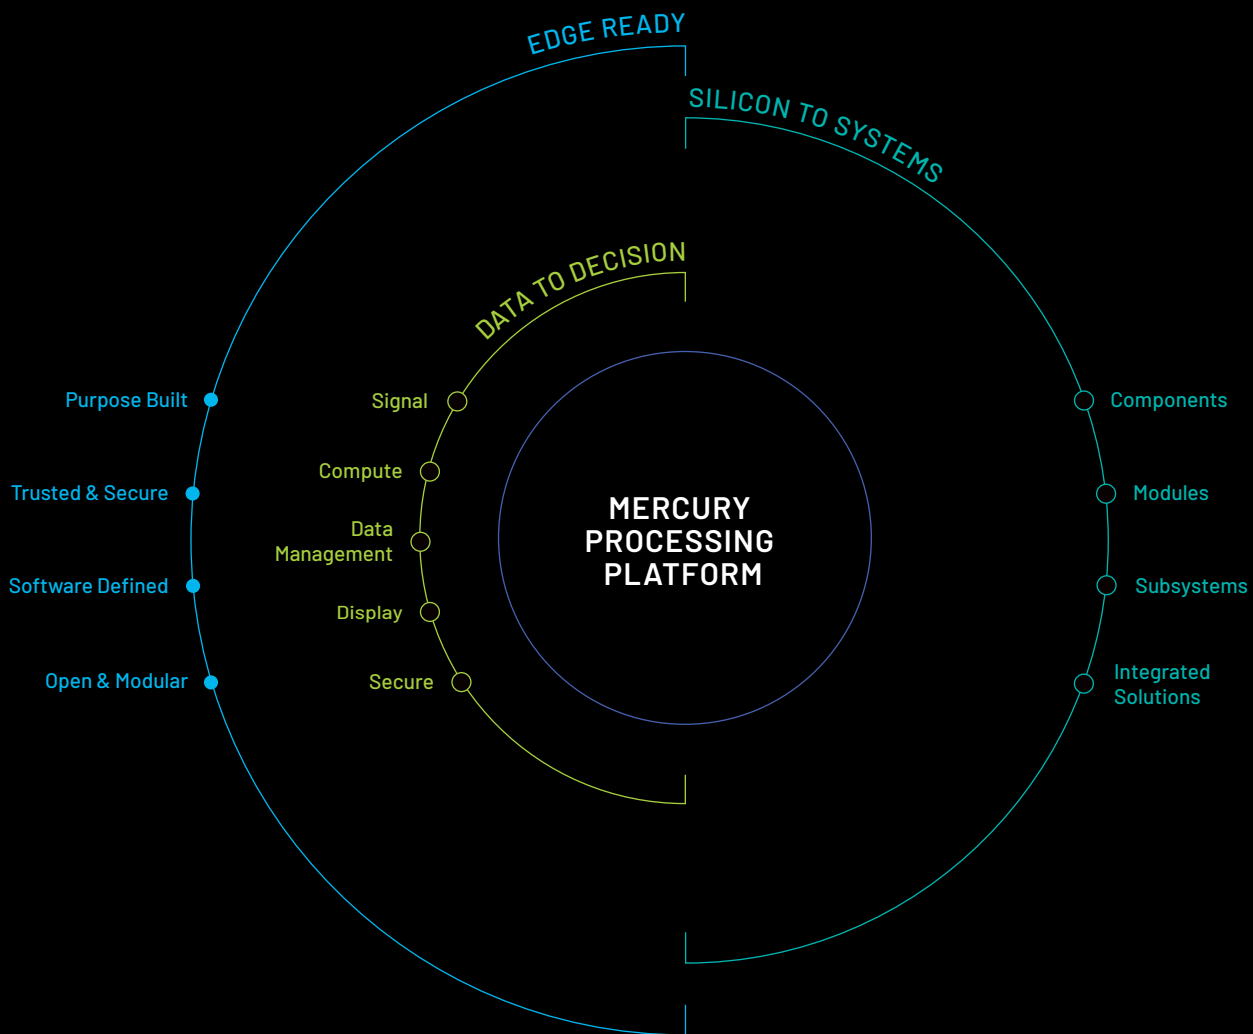 EDGE READY
SILICON TO SYSTEMS
DATA TO DECISION
Purpose Built
Trusted & Secure
Software Defined
Open & Modular
Signal
Compute
Data
Management
Display
Secure
MERCURY
PROCESSING
PLATFORM
Components
Modules
Subsystems
Integrated
Solutions